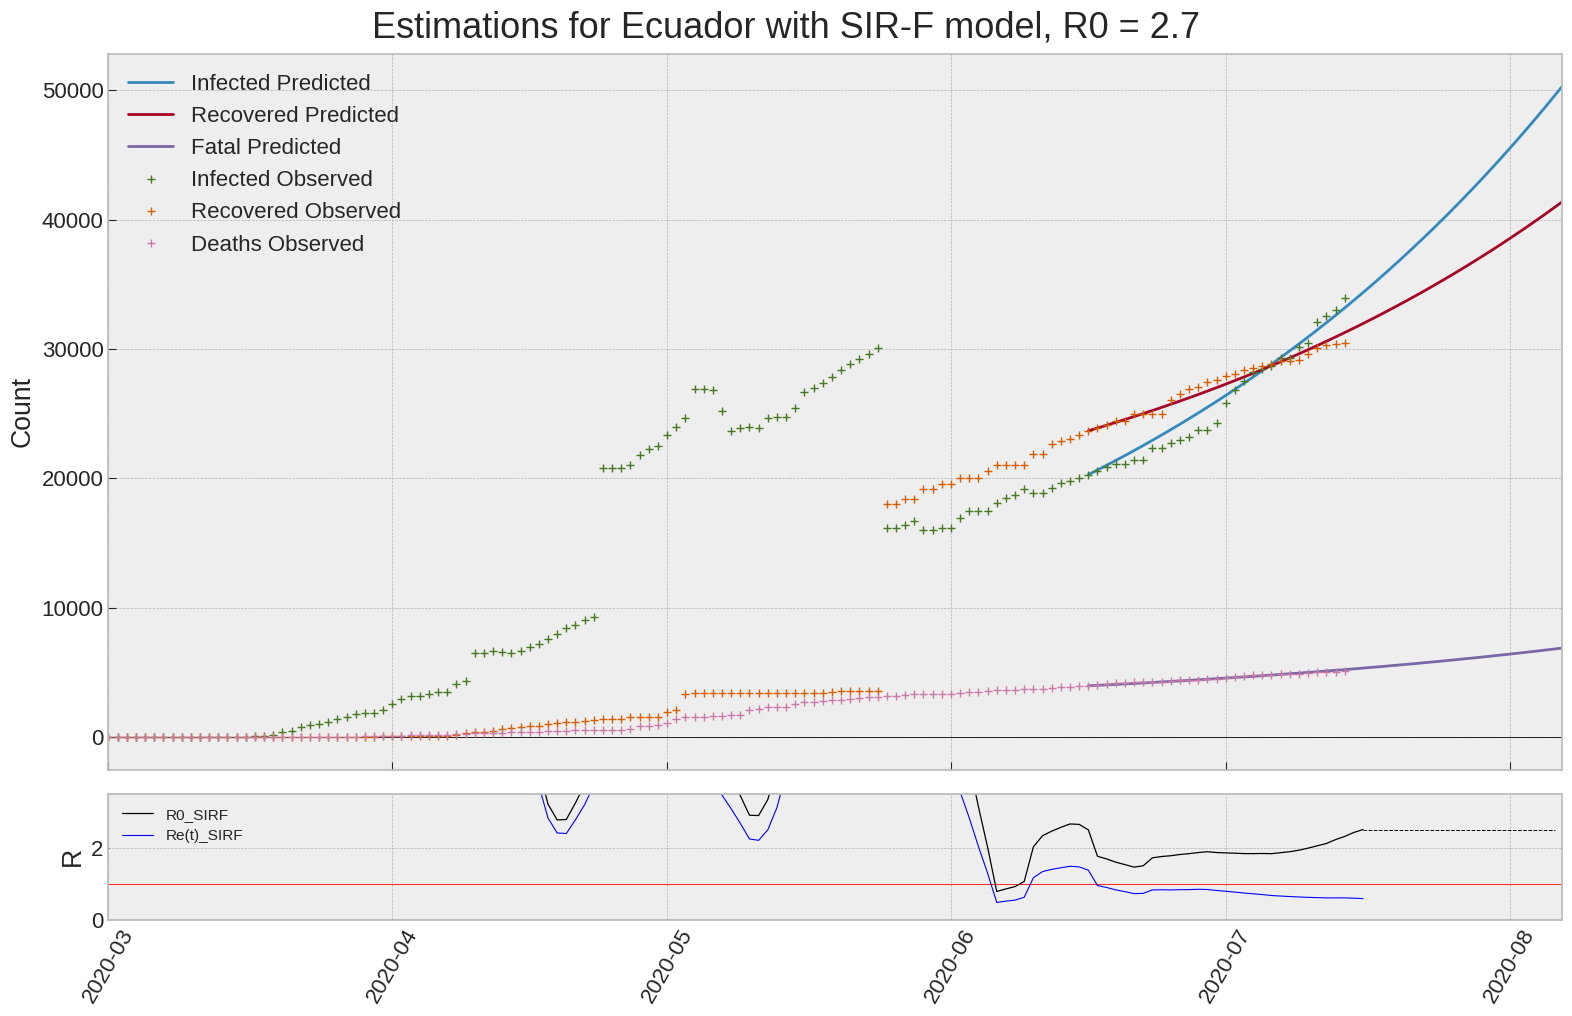 Estimations for Ecuador with SIR-F model, R0 = 2.7
Infected Predicted
Recovered Predicted
Fatal Predicted
Infected Observed
Recovered Observed
Deaths Observed
50000
40000
30000
20000
10000
0
Count
R0_SIRF
Re(t)_SIRF
2
0
R
2020-03
2020-04
2020-05
2020-06
2020-07
2020-08